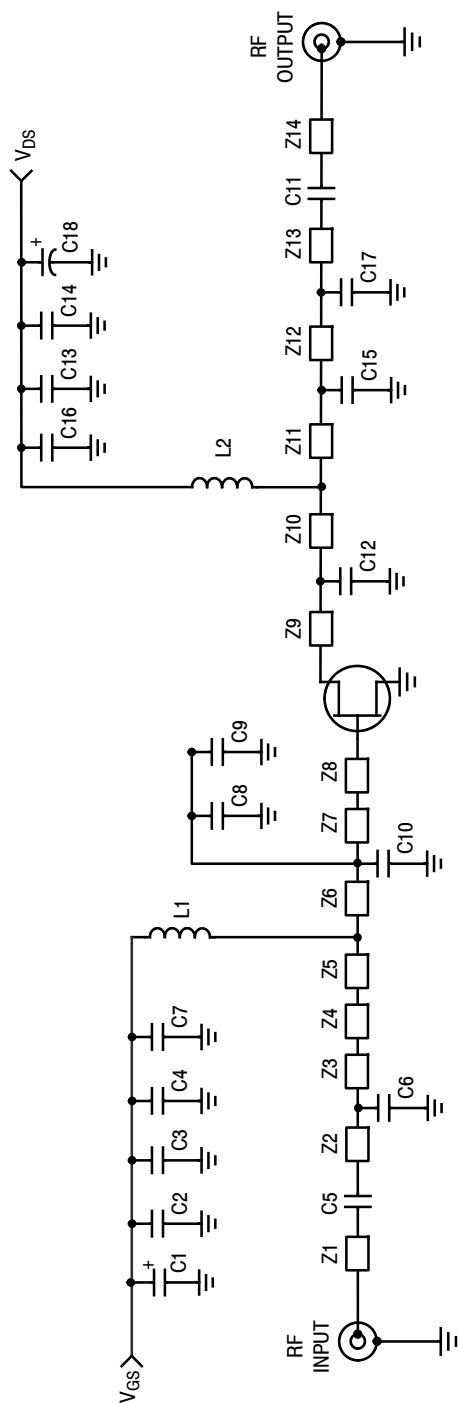 VGS
C1
+
C2
C3
C4
C7
L1
C8
C9
RF
INPUT
Z1
C5
Z2
C6
Z3
Z4
Z5
Z6
C10
Z7
Z8
Z9
C12
Z10
L2
C16
C13
C14
+
C18
VDS
Z11
C15
Z12
C17
Z13
C11
Z14
RF
OUTPUT